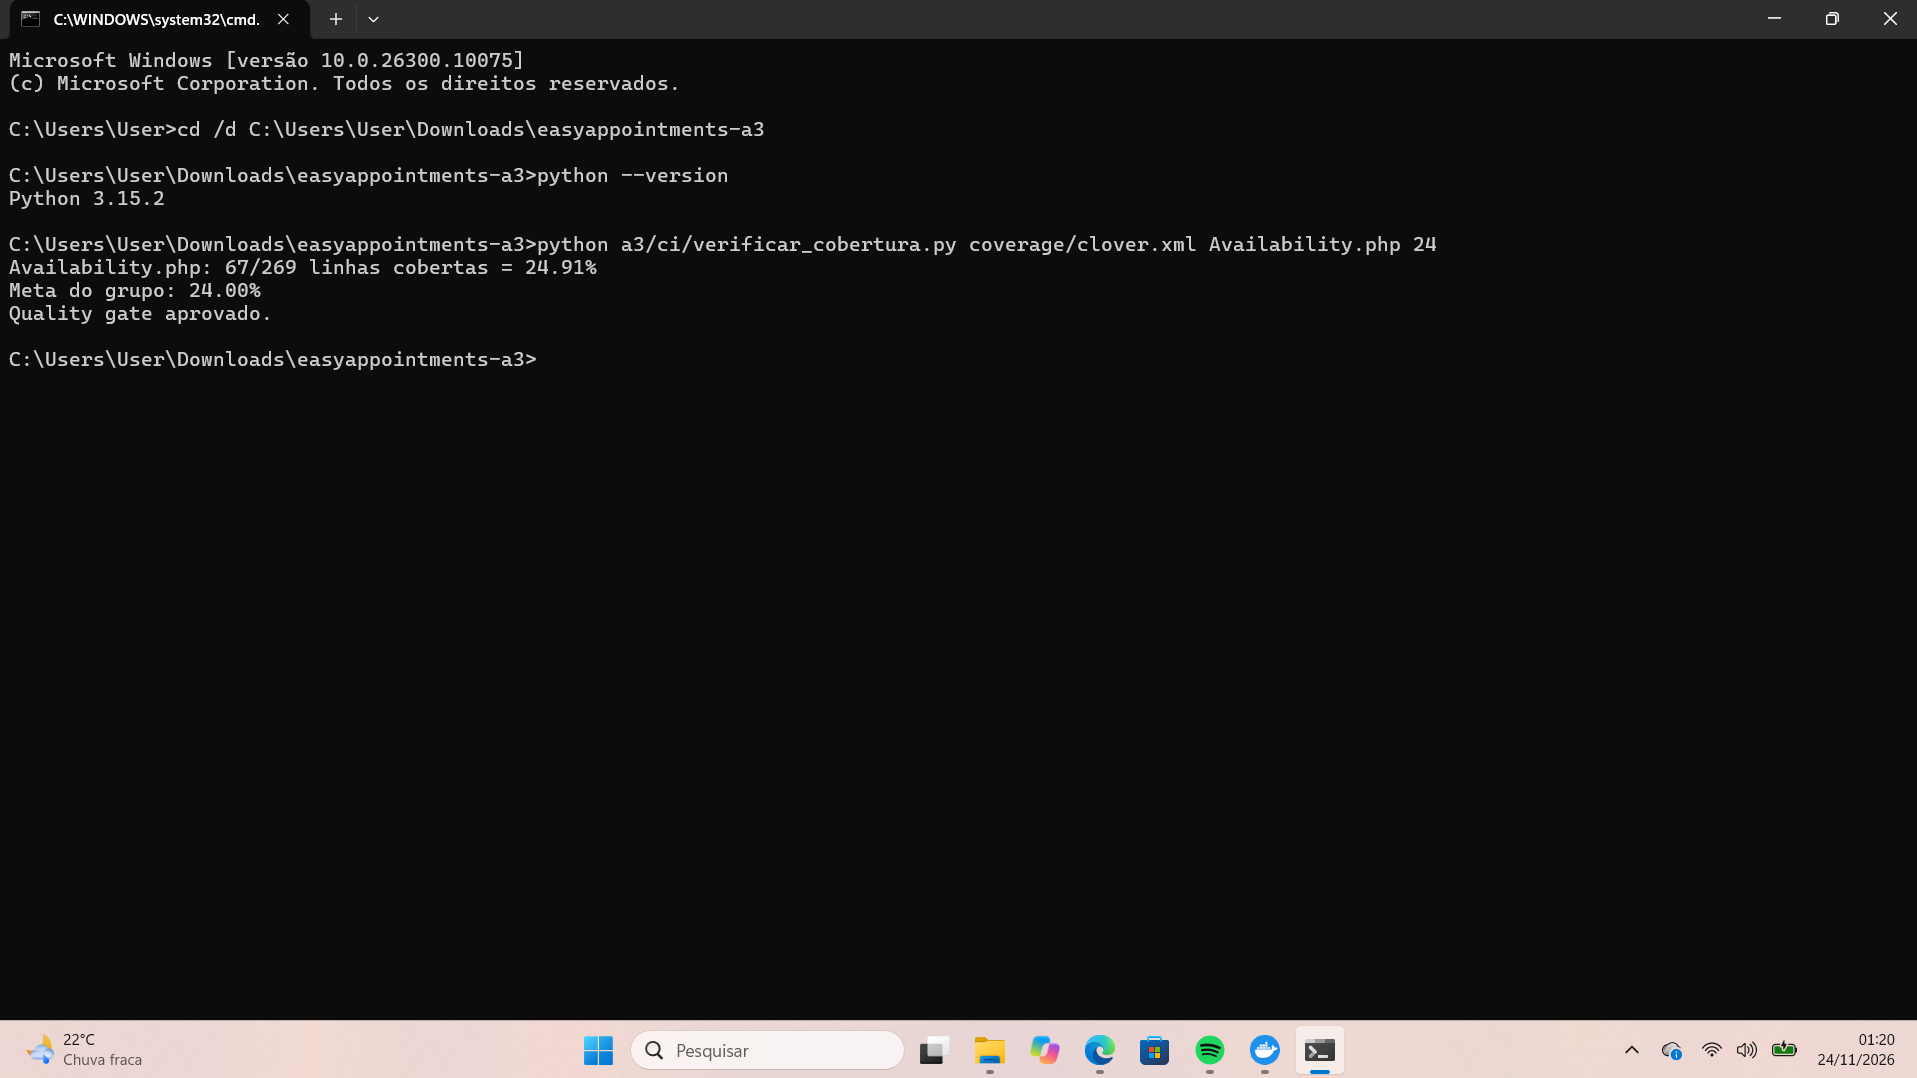 C:\WINDOWS\system32\cmd.
Microsoft Windows [versão 10.0.26300.10075]
(c) Microsoft Corporation. Todos os direitos reservados.
C:\Users\User>cd /d C:\Users\User\Downloads\easyappointments-a3
C:\Users\User\Downloads\easyappointments-a3>python --version
Python 3.15.2
C:\Users\User\Downloads\easyappointments-a3>python a3/ci/verificar_cobertura.py coverage/clover.xml Availability.php 24
Availability.php: 67/269 linhas cobertas = 24.91%
Meta do grupo: 24.00%
Quality gate aprovado.
C:\Users\User\Downloads\easyappointments-a3>
22°C
Chuva fraca
Pesquisar
01:20
24/11/2026